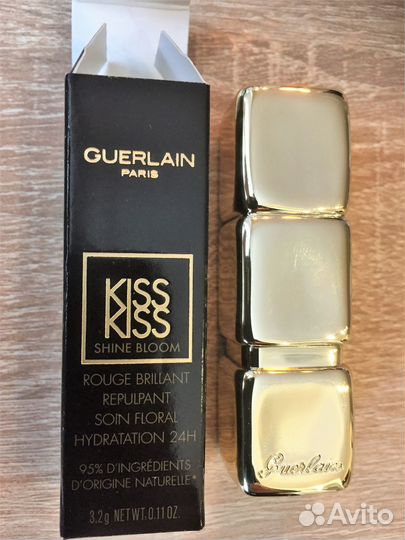 GUERLAIN
PARIS
KISS
KISS
SHINE BLOOM
ROUGE BRILLANT
REPULPANT
SOIN FLORAL
HYDRATATION 24H
95% D'INGRÉDIENTS
D'ORIGINE NATURELLE*
3,2g NET WT. 0.11 OZ.
Guerlain
Avito